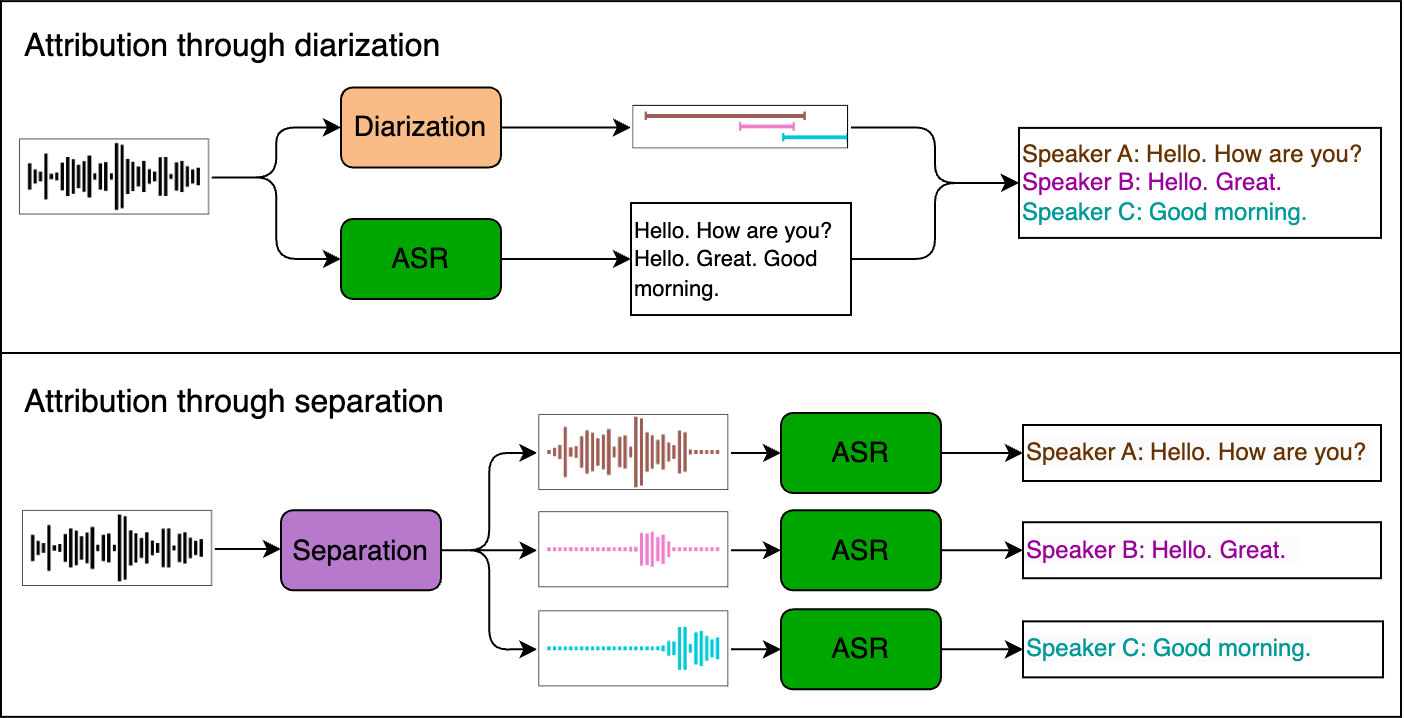 Attribution through diarization
Diarization
ASR
Hello. How are you?
Hello. Great. Good
morning.
Speaker A: Hello. How are you?
Speaker B: Hello. Great.
Speaker C: Good morning.
Attribution through separation
Separation
ASR
Speaker A: Hello. How are you?
ASR
Speaker B: Hello. Great.
ASR
Speaker C: Good morning.